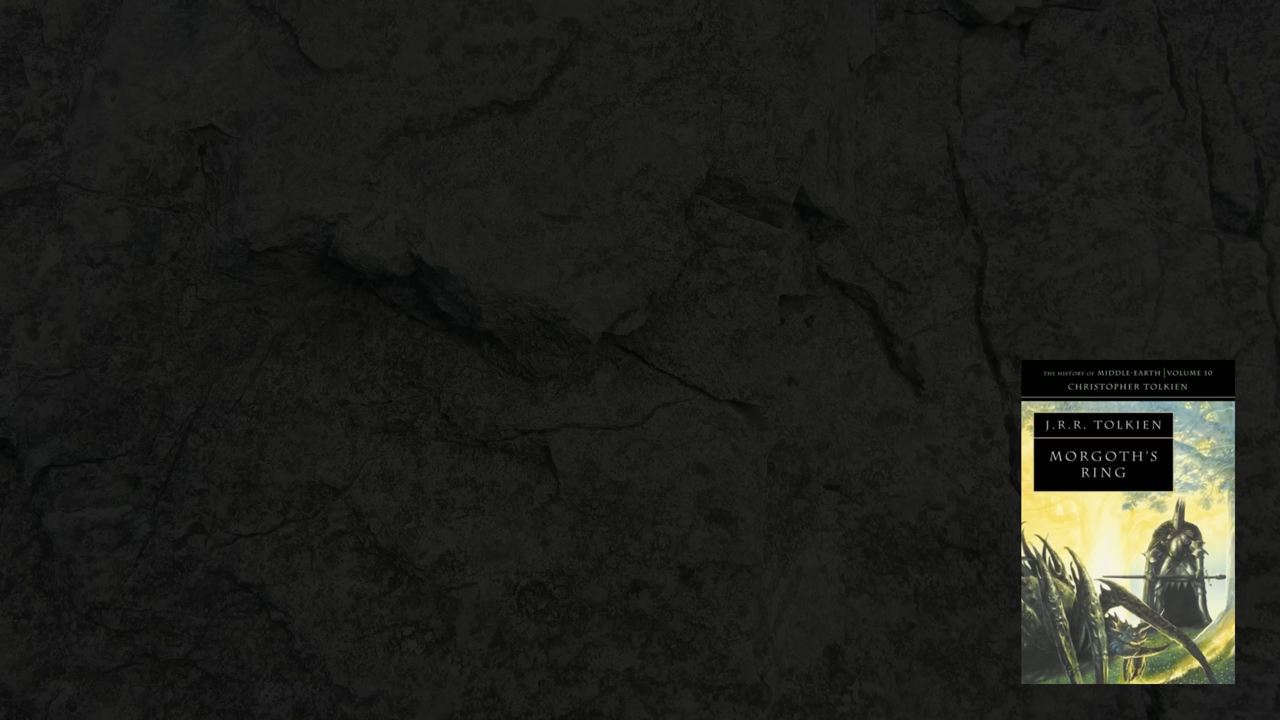 THE HISTORY OF MIDDLE-EARTH | VOLUME 10
CHRISTOPHER TOLKIEN
J.R.R. TOLKIEN
MORGOTH'S
RING